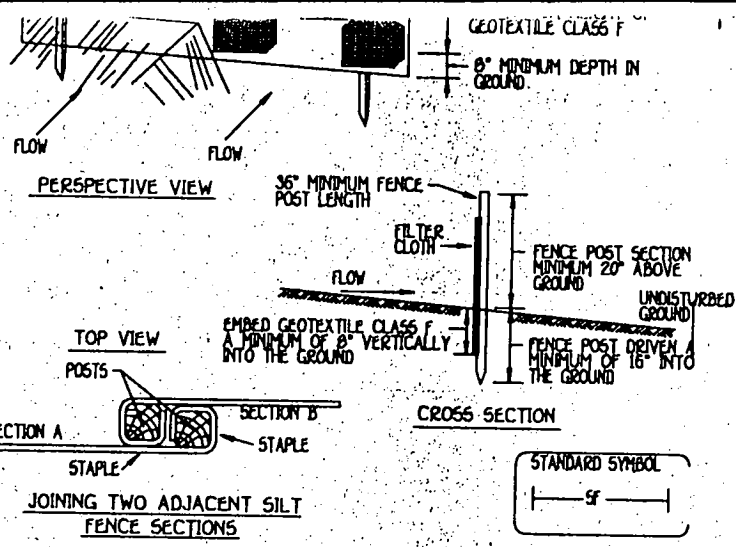 GEOTEXTILE CLASS F
8" MINIMUM DEPTH IN
GROUND
FLOW
FLOW
PERSPECTIVE VIEW
36" MINIMUM FENCE
POST LENGTH
FILTER
CLOTH
FLOW
FENCE POST SECTION
MINIMUM 20" ABOVE
GROUND
UNDISTURBED
GROUND
EMBED GEOTEXTILE CLASS F
A MINIMUM OF 8" VERTICALLY
INTO THE GROUND
FENCE POST DRIVEN A
MINIMUM OF 16" INTO
THE GROUND
CROSS SECTION
TOP VIEW
POSTS
SECTION B
ECTION A
STAPLE
STAPLE
JOINING TWO ADJACENT SILT
FENCE SECTIONS
STANDARD SYMBOL
SF